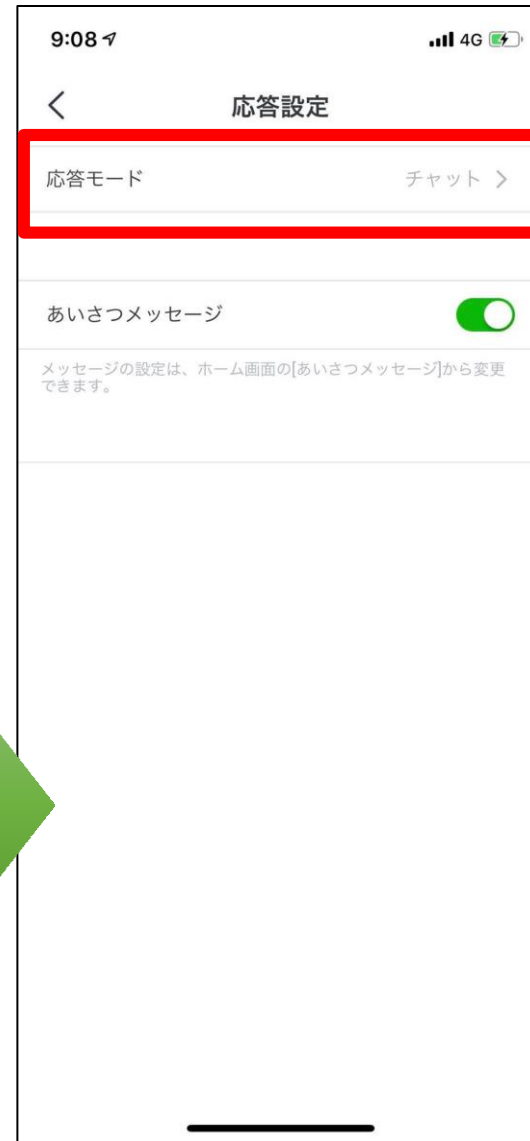 9:08
4G
応答設定
応答モード
チャット
あいさつメッセージ
メッセージの設定は、ホーム画面の[あいさつメッセージ]から変更
できます。